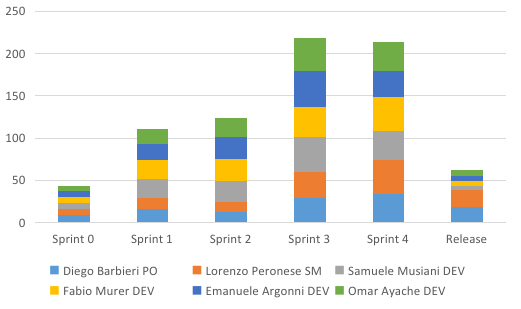 250
200
150
100
50
0
Sprint 0 Sprint 1 Sprint 2 Sprint 3 Sprint 4 Release
Diego Barbieri PO Lorenzo Peronese SM Samuele Musiani DEV
Fabio Murer DEV Emanuele Argonni DEV Omar Ayache DEV